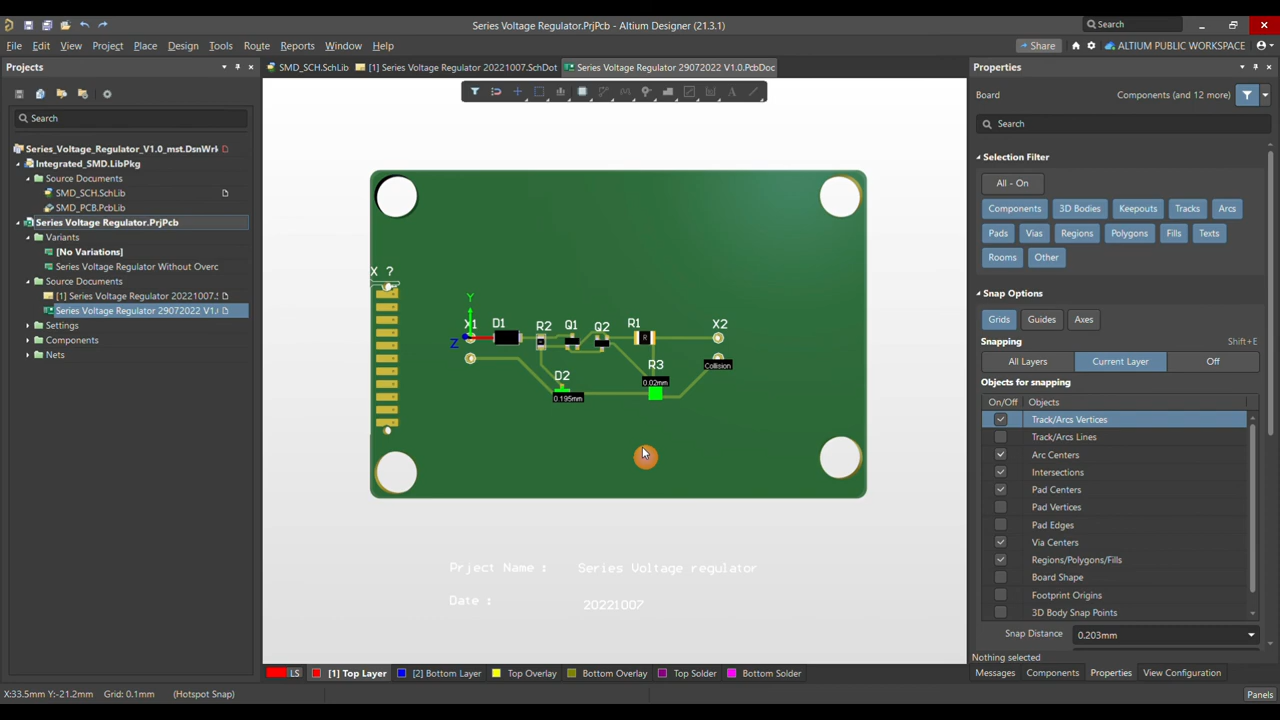 Series Voltage Regulator.PrjPcb - Altium Designer (21.3.1)
Search
File Edit View Project Place Design Tools Route Reports Window Help
Share
ALTIUM PUBLIC WORKSPACE
Projects
SMD_SCH.SchLib
[1] Series Voltage Regulator 20221007.SchDot
Series Voltage Regulator 29072022 V1.0.PcbDoc
Properties
Board
Components (and 12 more)
Search
Search
Series_Voltage_Regulator_V1.0_mst.DsnWrk
Integrated_SMD.LibPkg
Source Documents
SMD_SCH.SchLib
SMD_PCB.PcbLib
Series Voltage Regulator.PrjPcb
Variants
[No Variations]
Series Voltage Regulator Without Overc
Source Documents
[1] Series Voltage Regulator 20221007.
Series Voltage Regulator 29072022 V1.
Settings
Components
Nets
X ?
Y
X1
D1
R2
Q1
Q2
R1
X2
Z
R
D2
R3
0.02mm
0.195mm
Collision
Prject Name : Series Voltage regulator
Date : 20221007
Selection Filter
All - On
Components 3D Bodies Keepouts Tracks Arcs
Pads Vias Regions Polygons Fills Texts
Rooms Other
Snap Options
Grids Guides Axes
Snapping Shift+E
All Layers Current Layer Off
Objects for snapping
On/Off Objects
Track/Arcs Vertices
Track/Arcs Lines
Arc Centers
Intersections
Pad Centers
Pad Vertices
Pad Edges
Via Centers
Regions/Polygons/Fills
Board Shape
Footprint Origins
3D Body Snap Points
Snap Distance 0.203mm
Nothing selected
LS [1] Top Layer [2] Bottom Layer Top Overlay Bottom Overlay Top Solder Bottom Solder
Messages Components Properties View Configuration
X:33.5mm Y:-21.2mm Grid: 0.1mm (Hotspot Snap)
Panels